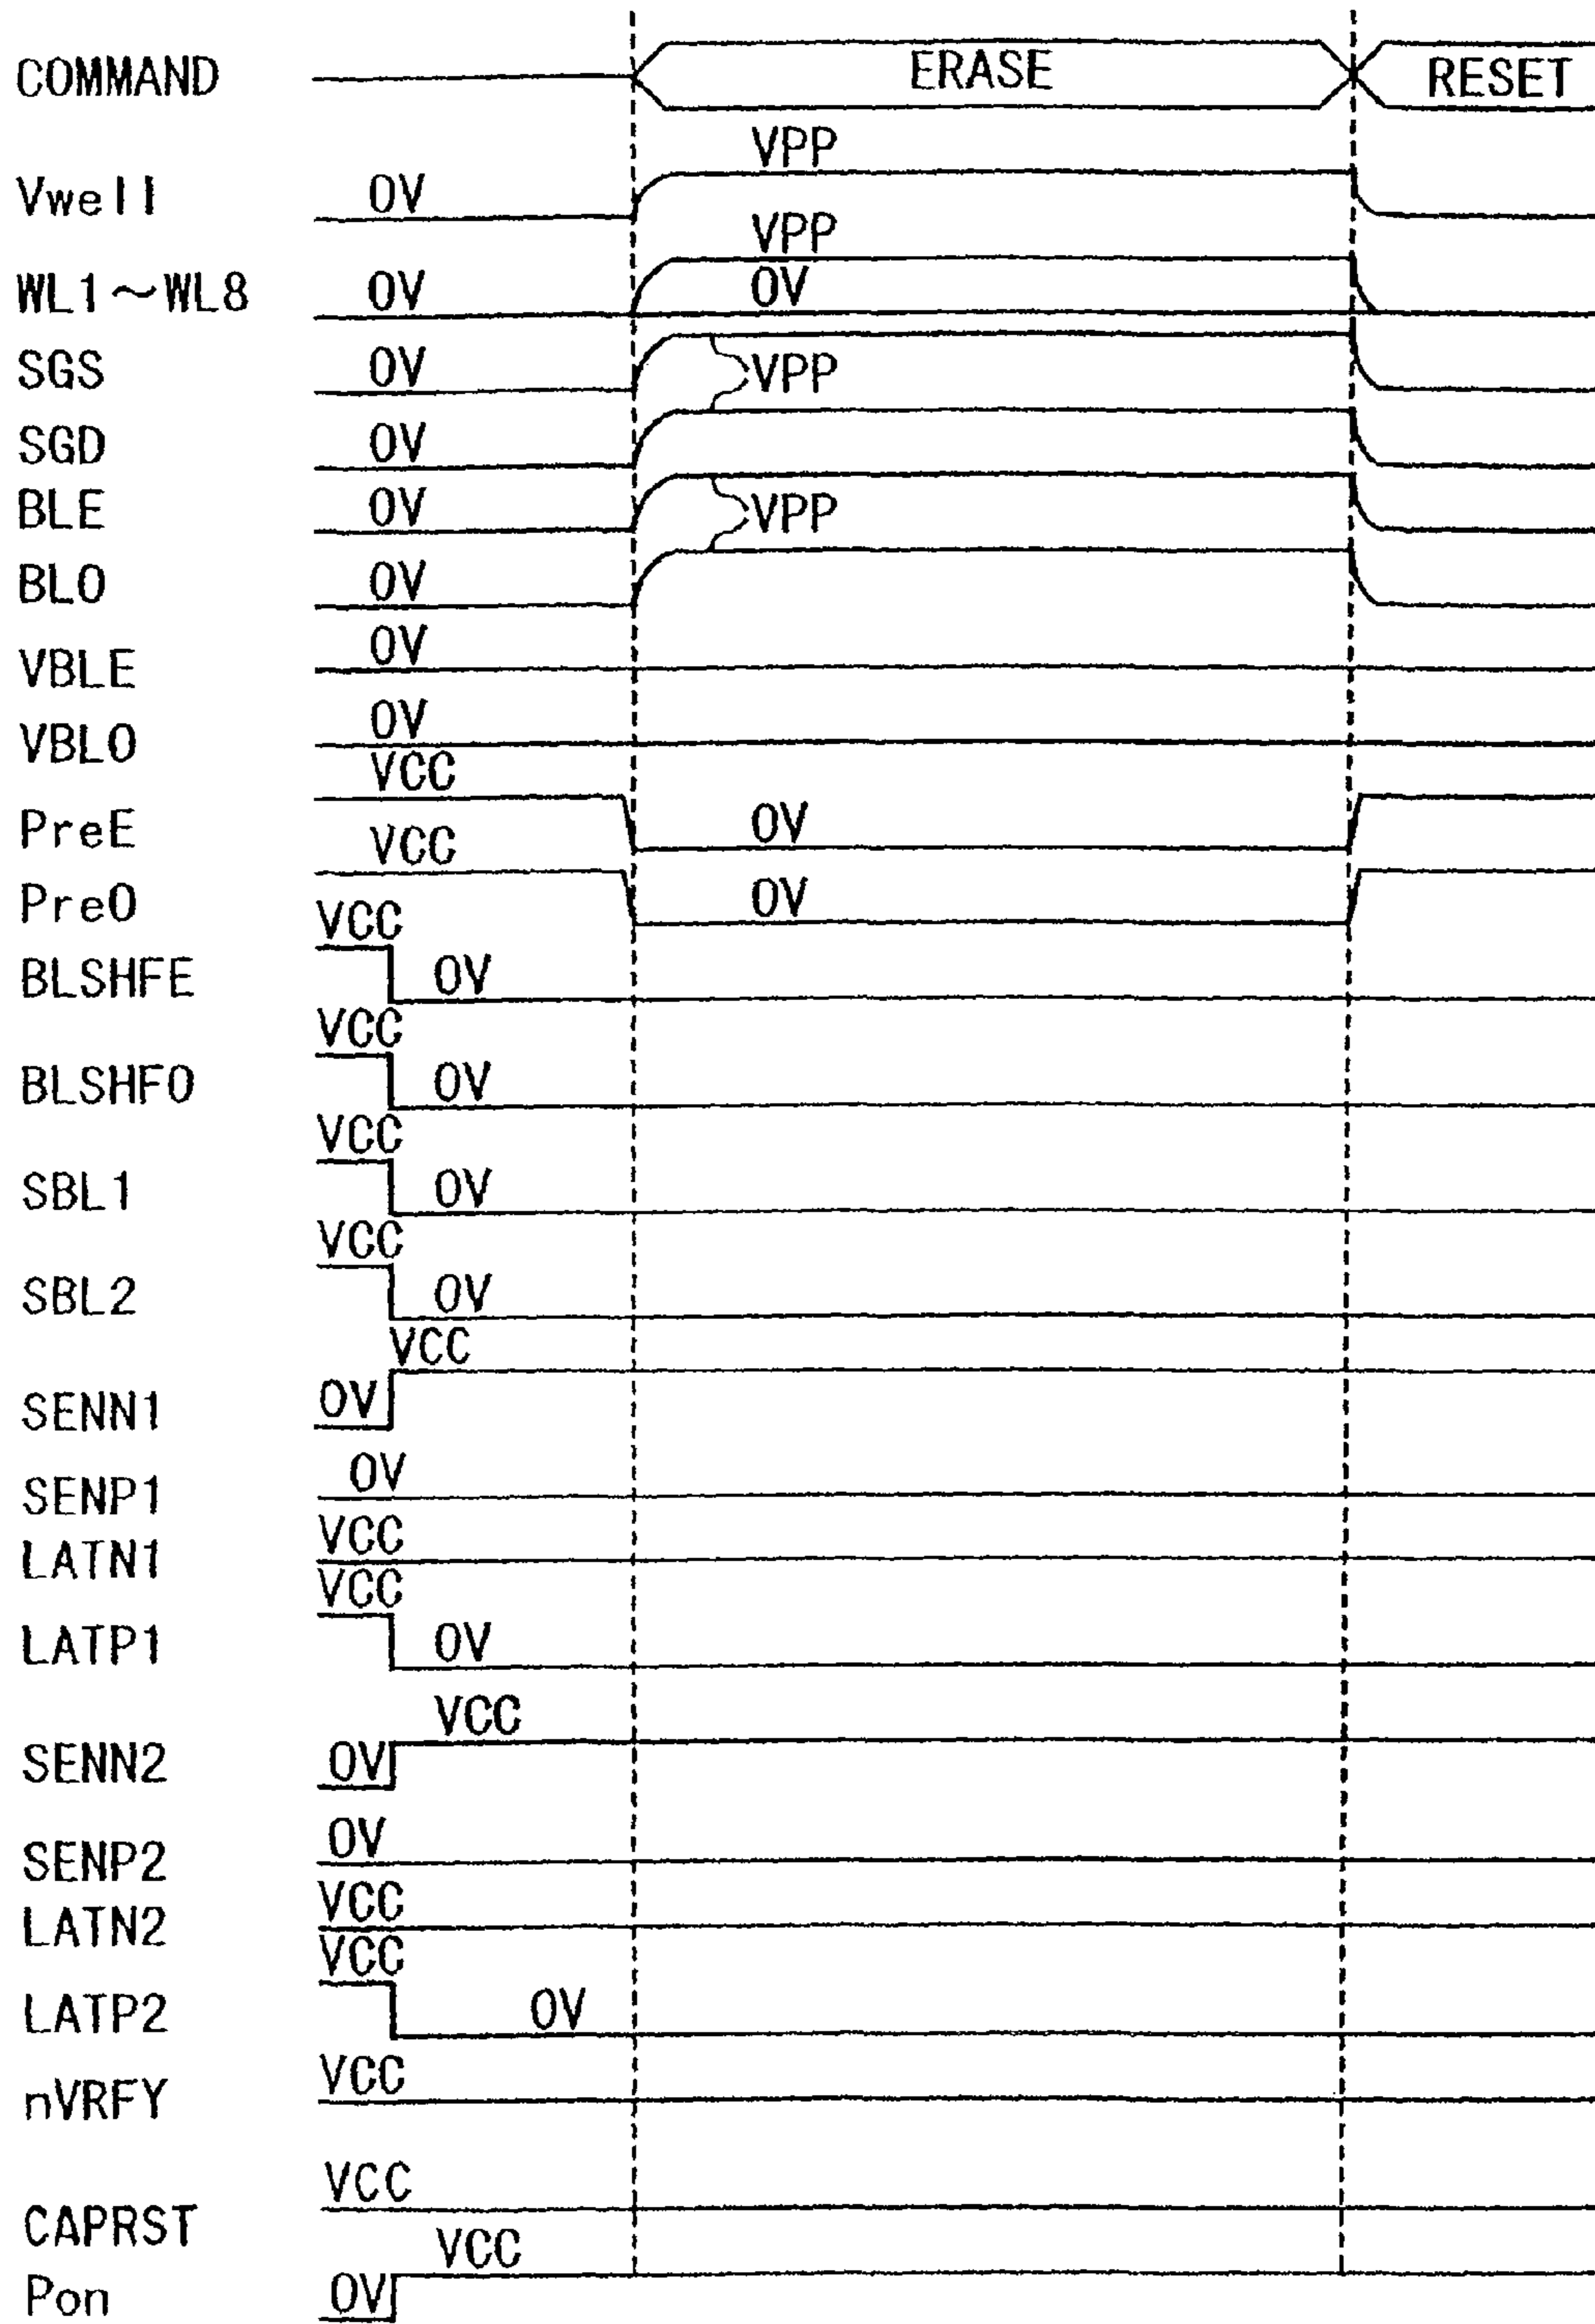 COMMAND ERASE RESET
Vwell 0V VPP
WL1~WL8 0V VPP 0V
SGS 0V VPP
SGD 0V
BLE 0V VPP
BLO 0V
VBLE 0V
VBLO 0V
PreE VCC 0V
PreO VCC 0V
BLSHFE VCC 0V
BLSHFO VCC 0V
SBL1 VCC 0V
SBL2 VCC 0V
SENN1 0V VCC
SENP1 0V
LATN1 VCC
LATP1 VCC 0V
SENN2 0V VCC
SENP2 0V
LATN2 VCC
LATP2 VCC 0V
nVRFY VCC
CAPRST VCC
Pon 0V VCC